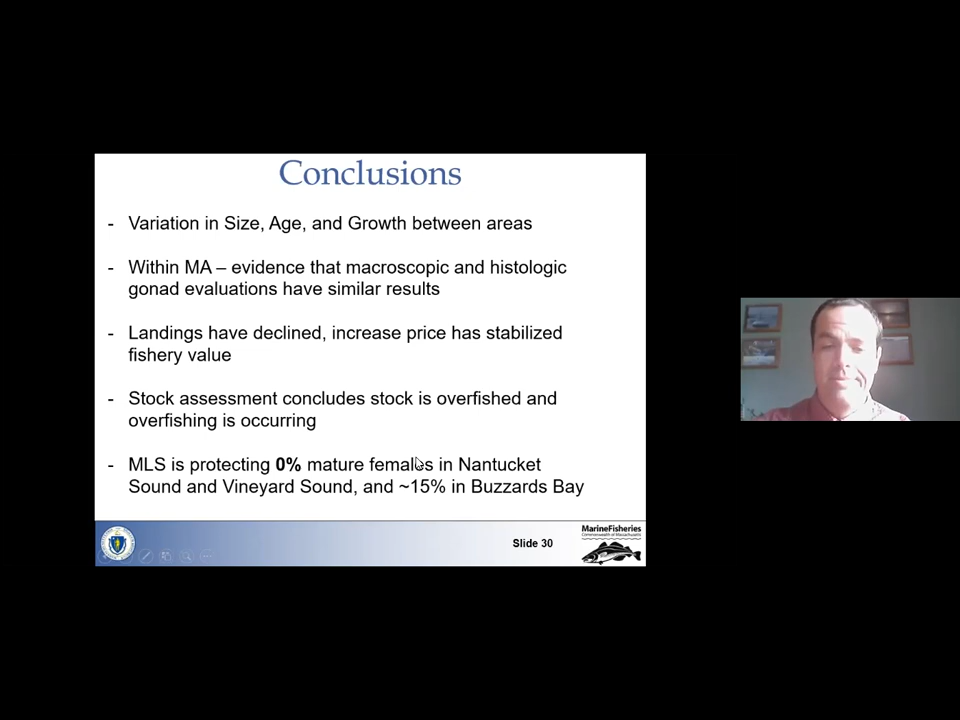 Conclusions
- Variation in Size, Age, and Growth between areas
- Within MA – evidence that macroscopic and histologic
gonad evaluations have similar results
- Landings have declined, increase price has stabilized
fishery value
- Stock assessment concludes stock is overfished and
overfishing is occurring
- MLS is protecting 0% mature females in Nantucket
Sound and Vineyard Sound, and ~15% in Buzzards Bay
Slide 30
MarineFisheries
Commonwealth of Massachusetts